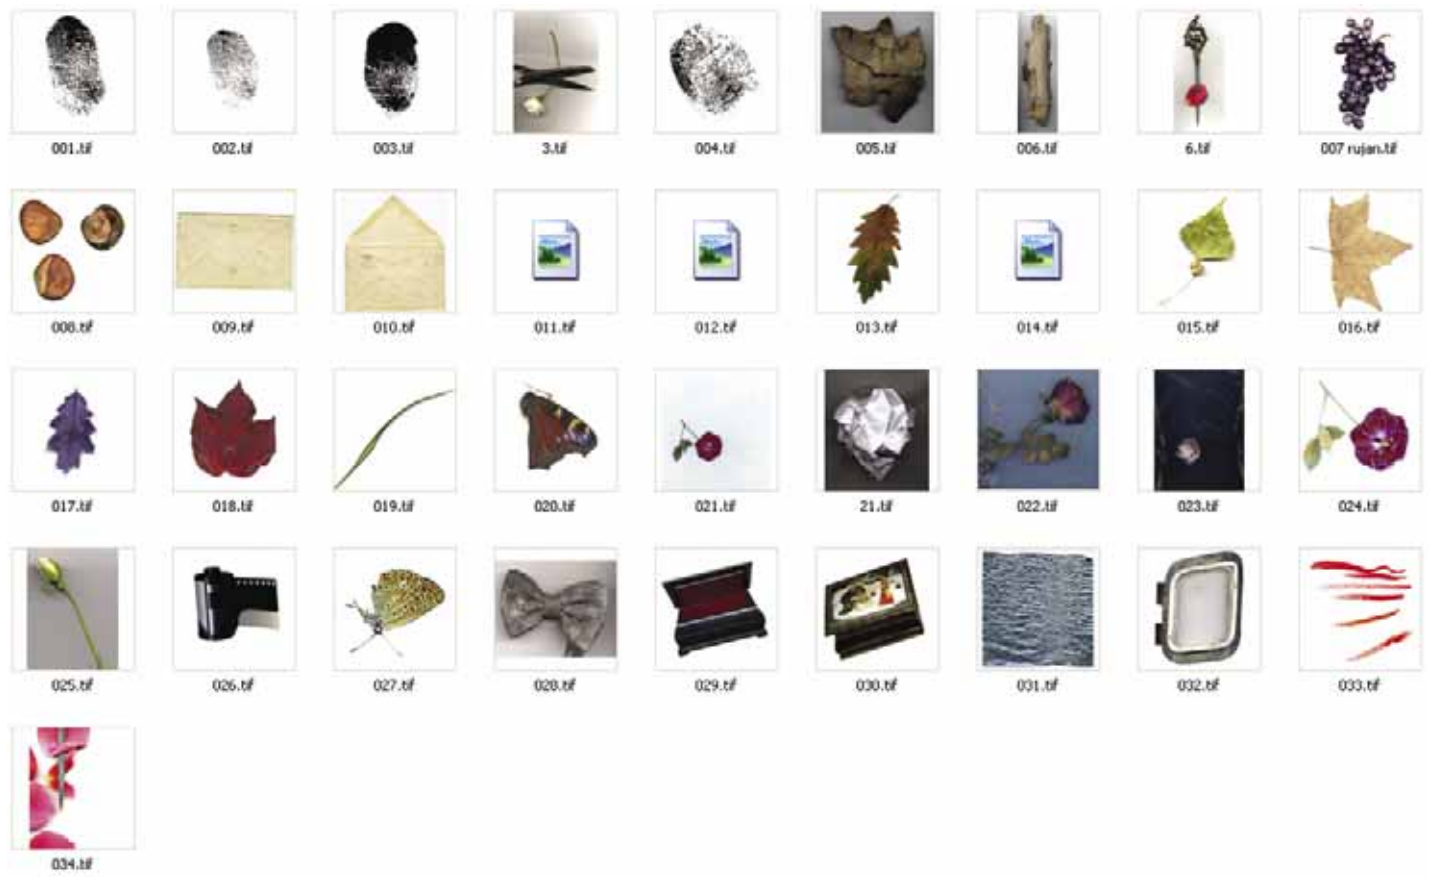 001.tif 002.tif 003.tif 3.tif 004.tif 005.tif 006.tif 6.tif 007 rujan.tif
008.tif 009.tif 010.tif 011.tif 012.tif 013.tif 014.tif 015.tif 016.tif
017.tif 018.tif 019.tif 020.tif 021.tif 21.tif 022.tif 023.tif 024.tif
025.tif 026.tif 027.tif 028.tif 029.tif 030.tif 031.tif 032.tif 033.tif
034.tif